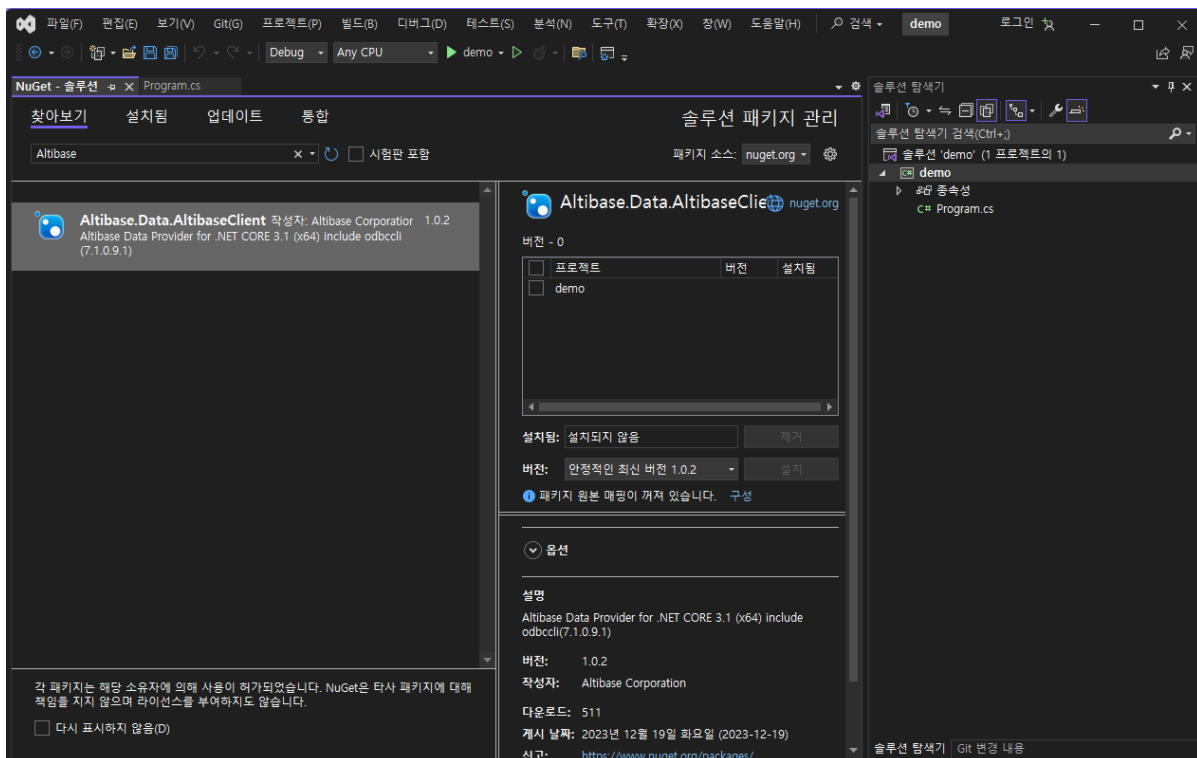 파일(F) 편집(E) 보기(V) Git(G) 프로젝트(P) 빌드(B) 디버그(D) 테스트(S) 분석(N) 도구(T) 확장(X) 창(W) 도움말(H) 검색 demo 로그인
Debug Any CPU demo
NuGet - 솔루션 Program.cs
찾아보기 설치됨 업데이트 통합
솔루션 패키지 관리
Altibase
시험판 포함
패키지 소스: nuget.org
Altibase.Data.AltibaseClient 작성자: Altibase Corporatior 1.0.2
Altibase Data Provider for .NET CORE 3.1 (x64) include odbccli
(7.1.0.9.1)
각 패키지는 해당 소유자에 의해 사용이 허가되었습니다. NuGet은 타사 패키지에 대해
책임을 지지 않으며 라이선스를 부여하지도 않습니다.
다시 표시하지 않음(D)
Altibase.Data.AltibaseClie nuget.org
버전 - 0
프로젝트 버전 설치됨
demo
설치됨: 설치되지 않음 제거
버전: 안정적인 최신 버전 1.0.2 설치
패키지 원본 매핑이 꺼져 있습니다. 구성
옵션
설명
Altibase Data Provider for .NET CORE 3.1 (x64) include
odbccli(7.1.0.9.1)
버전: 1.0.2
작성자: Altibase Corporation
다운로드: 511
게시 날짜: 2023년 12월 19일 화요일 (2023-12-19)
신고: https://www.nuget.org/packages/
솔루션 탐색기
솔루션 탐색기 검색(Ctrl+;)
솔루션 'demo' (1 프로젝트의 1)
C# demo
종속성
C# Program.cs
솔루션 탐색기 Git 변경 내용